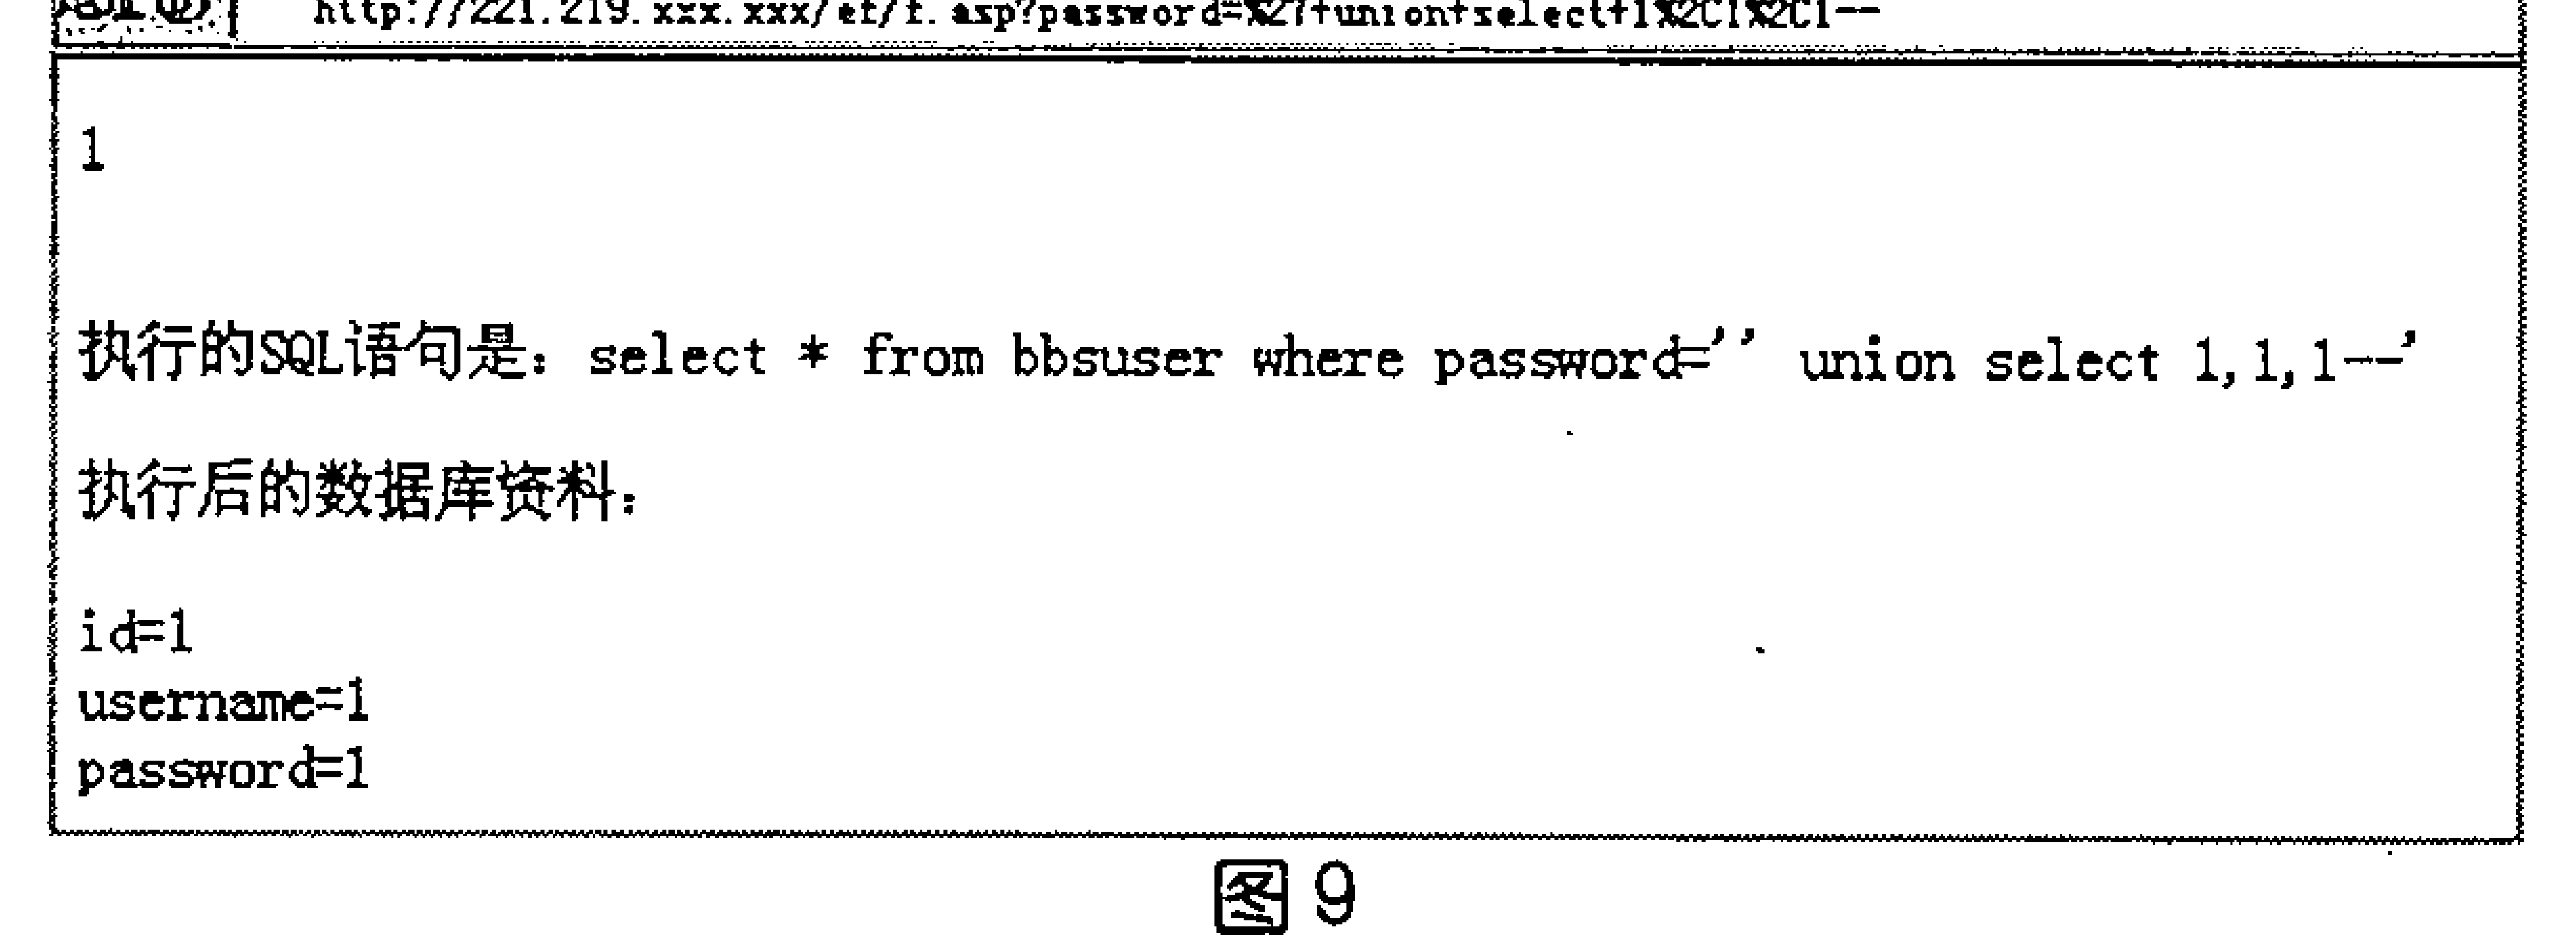 http://221.219.xxx.xxx/ef/f.asp?password=%27+union+select+1%2C1%2C1--
1
执行的SQL语句是：select * from bbsuser where password='' union select 1,1,1--'
执行后的数据库资料：
id=1
username=1
password=1
图 9